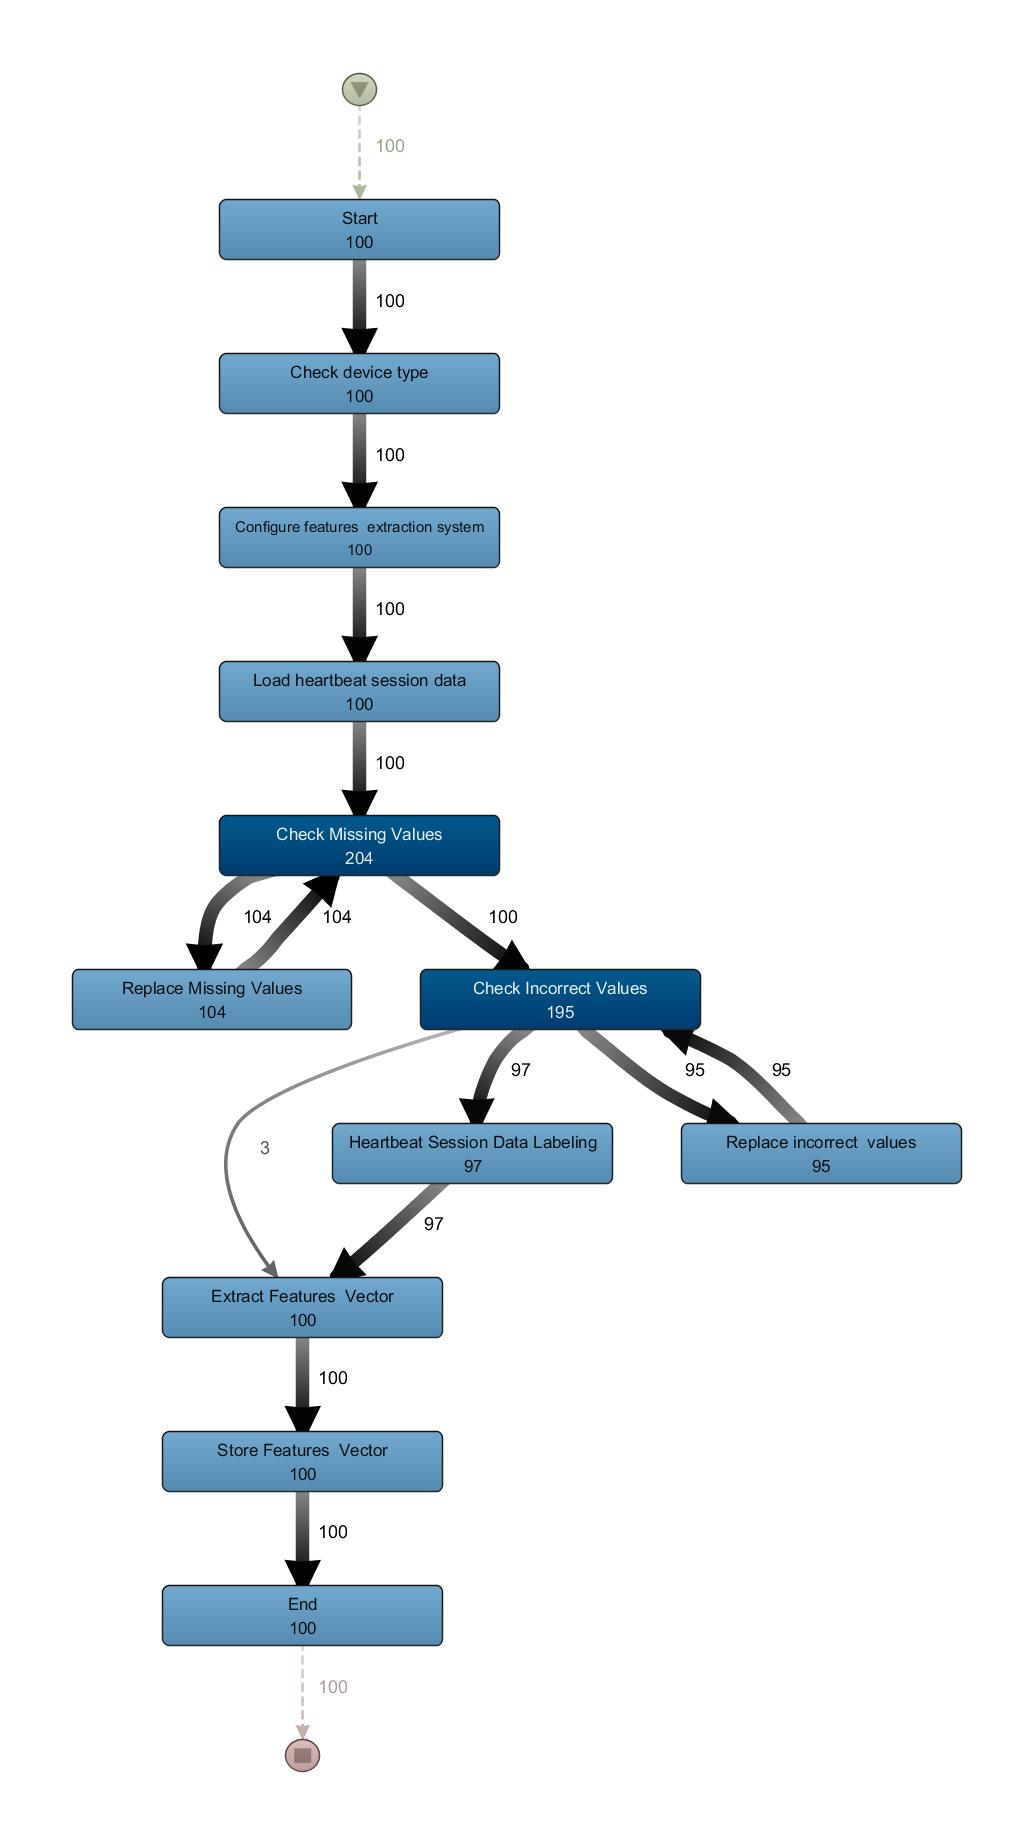 100
Start
100
100
Check device type
100
100
Configure features  extraction system
100
100
Load heartbeat session data
100
100
Check Missing Values
204
104
104
100
Replace Missing Values
104
Check Incorrect Values
195
97
95
95
3
Heartbeat Session Data Labeling
97
Replace incorrect  values
95
97
Extract Features  Vector
100
100
Store Features  Vector
100
100
End
100
100